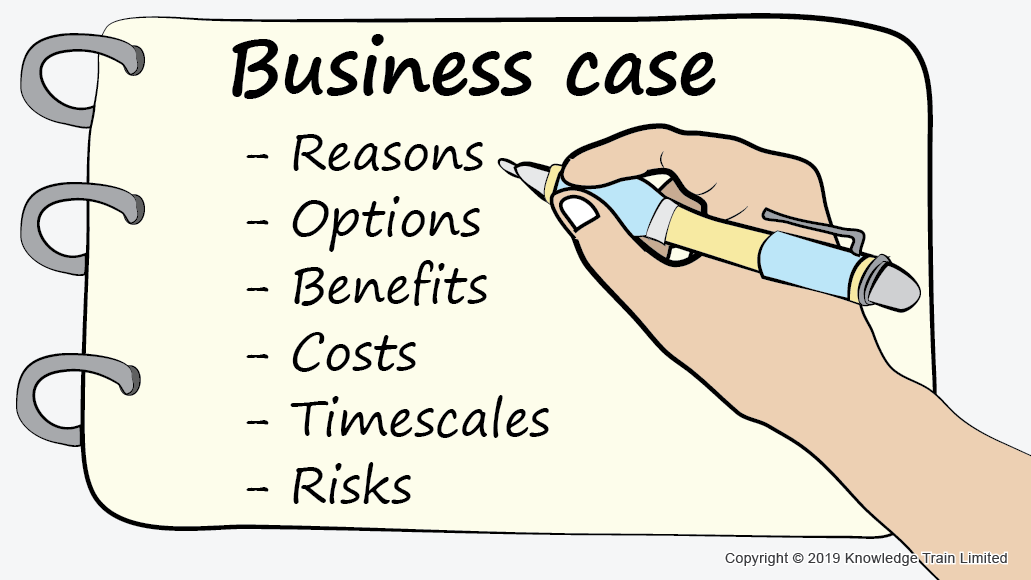 Business case
- Reasons
- Options
- Benefits
- Costs
- Timescales
- Risks
Copyright © 2019 Knowledge Train Limited